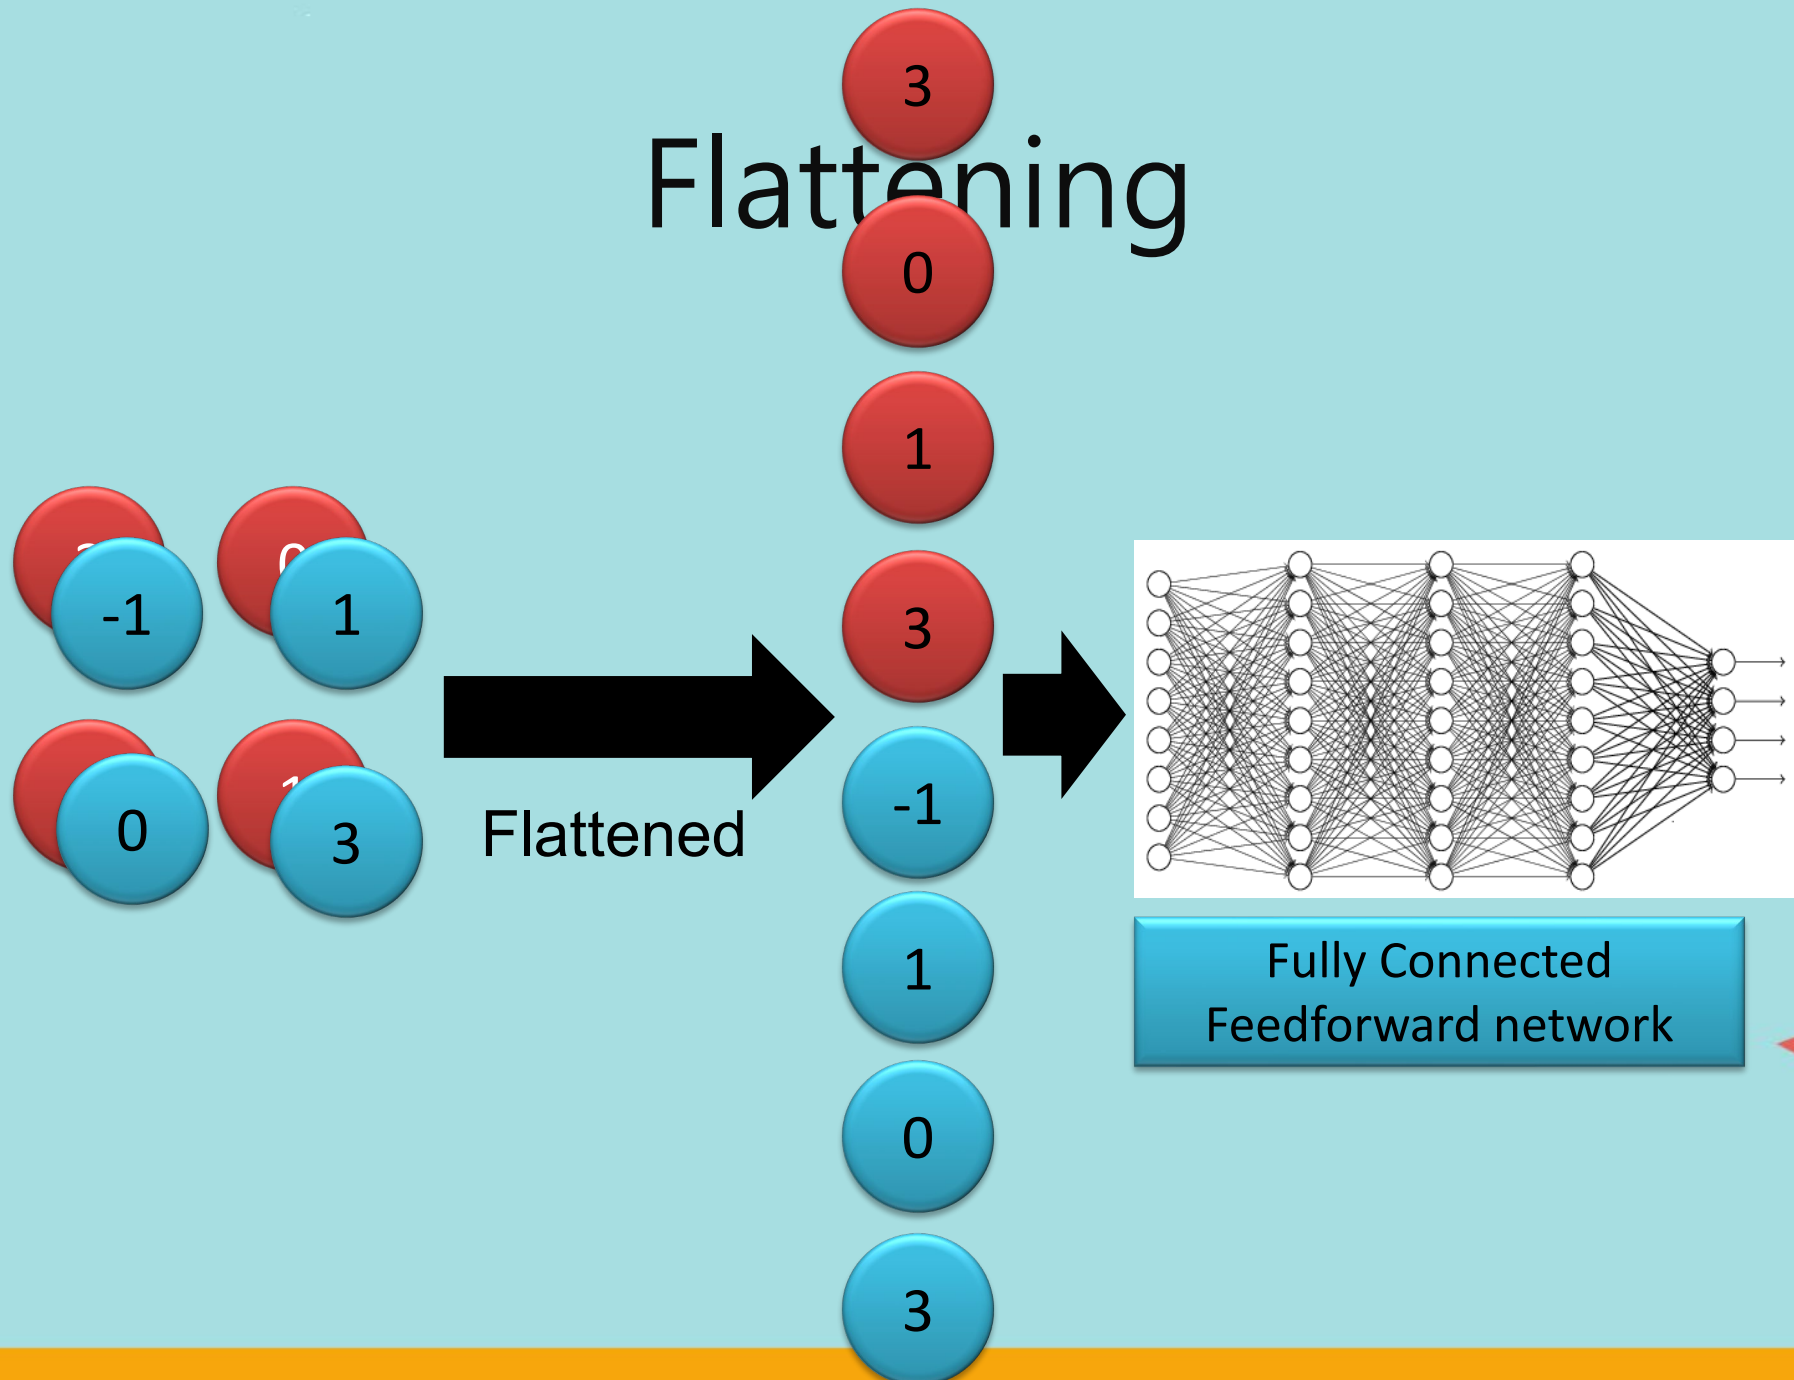 3
Flattening
0
1
3
-1 1
0 3
Flattened
-1
1
0
3
Fully Connected
Feedforward network